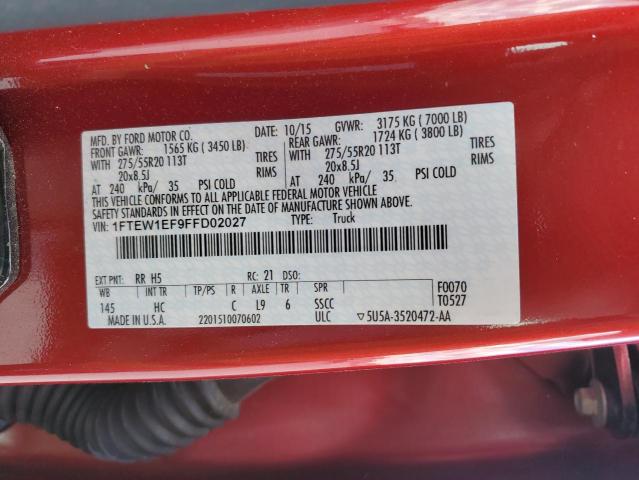 MFD. BY FORD MOTOR CO. DATE: 10/15 GVWR: 3175 KG ( 7000 LB)
FRONT GAWR: 1565 KG ( 3450 LB) REAR GAWR: 1724 KG ( 3800 LB)
WITH 275/55R20 113T TIRES WITH 275/55R20 113T TIRES
20x8.5J RIMS 20x8.5J RIMS
AT 240 kPa/ 35 PSI COLD AT 240 kPa/ 35 PSI COLD
THIS VEHICLE CONFORMS TO ALL APPLICABLE FEDERAL MOTOR VEHICLE
SAFETY STANDARDS IN EFFECT ON THE DATE OF MANUFACTURE SHOWN ABOVE.
VIN: 1FTEW1EF9FFD02027 TYPE: Truck
EXT PNT: RR H5 RC: 21 DSO: F0070
WB INT TR TP/PS R AXLE TR SPR T0527
145 HC C L9 6 SSCC
MADE IN U.S.A. 2201510070602 ULC ▽5U5A-3520472-AA